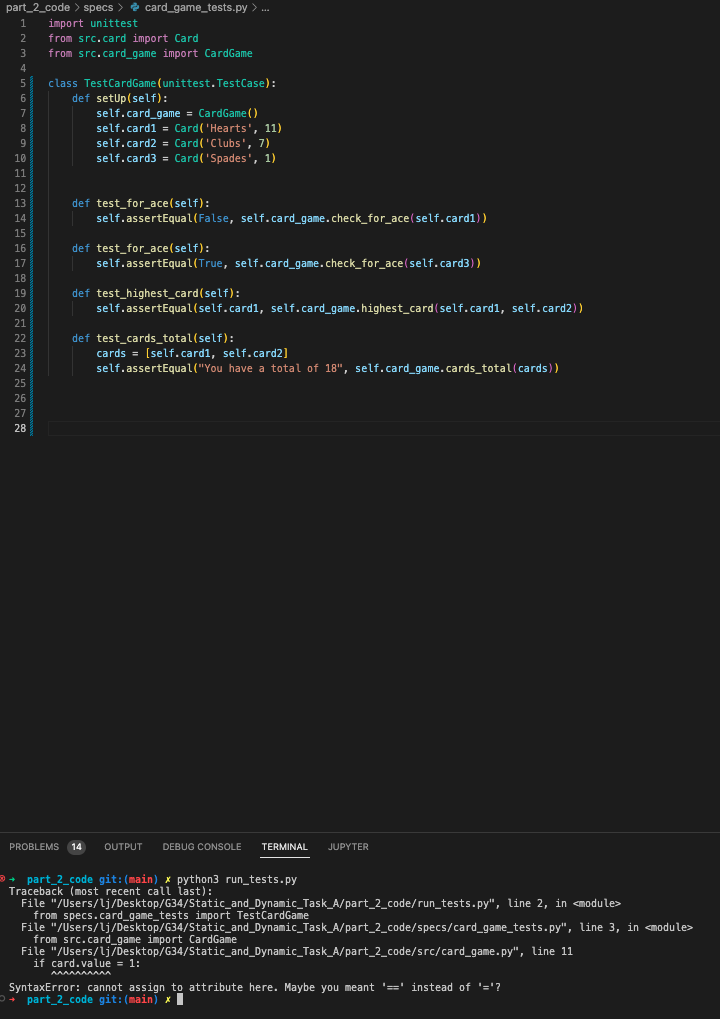 part_2_code > specs > card_game_tests.py > ...
1 import unittest
2 from src.card import Card
3 from src.card_game import CardGame
4
5 class TestCardGame(unittest.TestCase):
6     def setUp(self):
7         self.card_game = CardGame()
8         self.card1 = Card('Hearts', 11)
9         self.card2 = Card('Clubs', 7)
10         self.card3 = Card('Spades', 1)
11
12
13     def test_for_ace(self):
14         self.assertEqual(False, self.card_game.check_for_ace(self.card1))
15
16     def test_for_ace(self):
17         self.assertEqual(True, self.card_game.check_for_ace(self.card3))
18
19     def test_highest_card(self):
20         self.assertEqual(self.card1, self.card_game.highest_card(self.card1, self.card2))
21
22     def test_cards_total(self):
23         cards = [self.card1, self.card2]
24         self.assertEqual("You have a total of 18", self.card_game.cards_total(cards))
25
26
27
28
PROBLEMS 14 OUTPUT DEBUG CONSOLE TERMINAL JUPYTER
➜ part_2_code git:(main) ✗ python3 run_tests.py
Traceback (most recent call last):
  File "/Users/lj/Desktop/G34/Static_and_Dynamic_Task_A/part_2_code/run_tests.py", line 2, in <module>
    from specs.card_game_tests import TestCardGame
  File "/Users/lj/Desktop/G34/Static_and_Dynamic_Task_A/part_2_code/specs/card_game_tests.py", line 3, in <module>
    from src.card_game import CardGame
  File "/Users/lj/Desktop/G34/Static_and_Dynamic_Task_A/part_2_code/src/card_game.py", line 11
    if card.value = 1:
       ^^^^^^^^^^
SyntaxError: cannot assign to attribute here. Maybe you meant '==' instead of '='?
➜ part_2_code git:(main) ✗